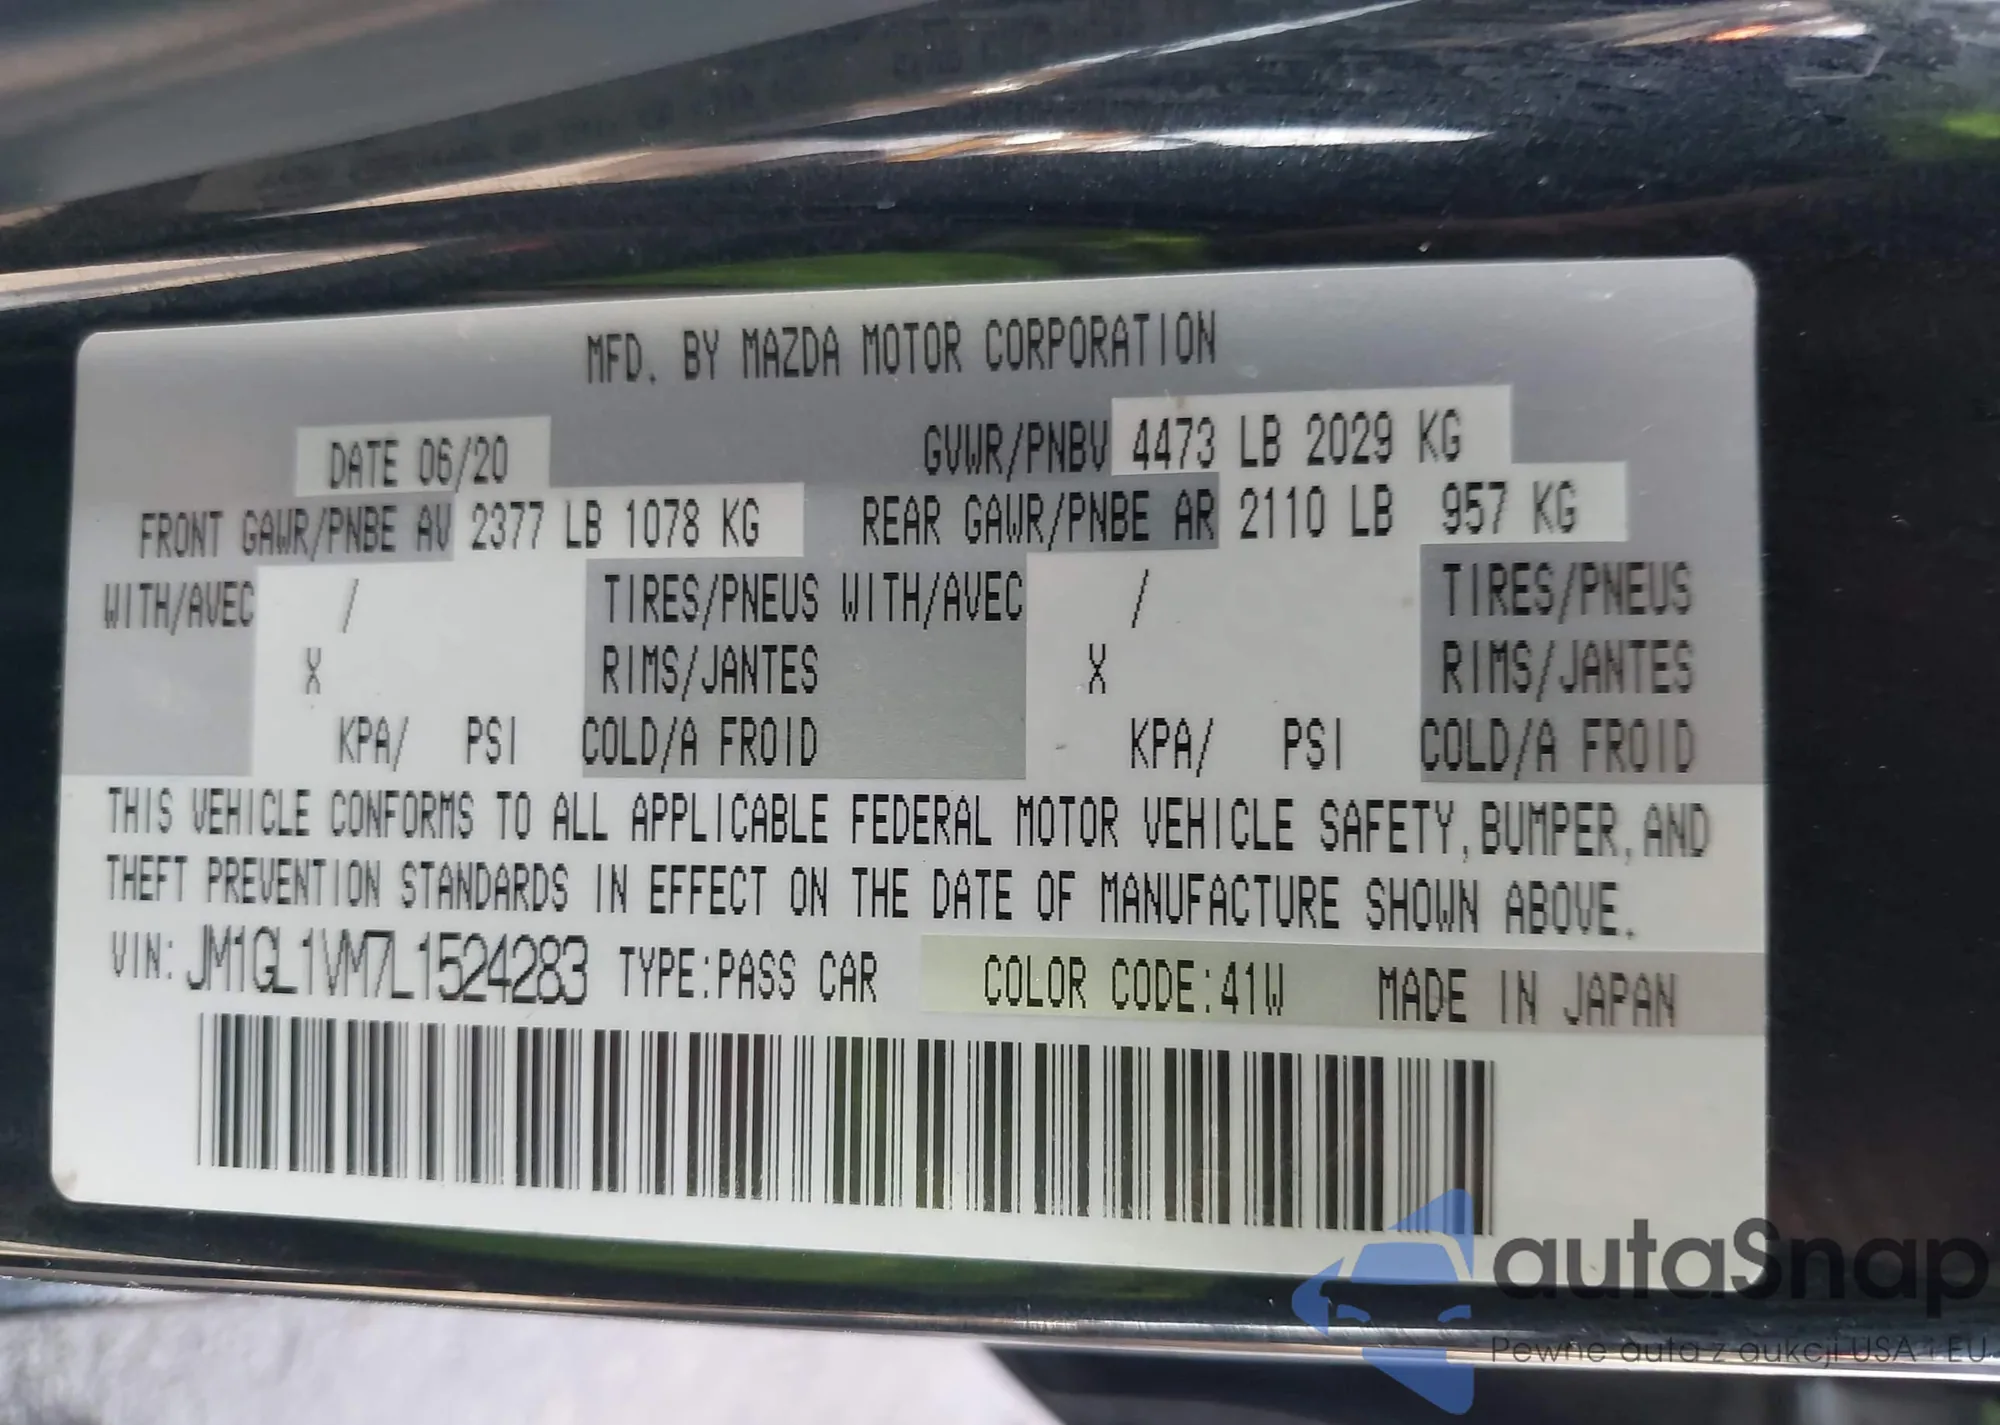 MFD. BY MAZDA MOTOR CORPORATION
DATE 06/20 GVWR/PNBV 4473 LB 2029 KG
FRONT GAWR/PNBE AV 2377 LB 1078 KG REAR GAWR/PNBE AR 2110 LB 957 KG
WITH/AVEC / TIRES/PNEUS WITH/AVEC / TIRES/PNEUS
X RIMS/JANTES X RIMS/JANTES
KPA/ PSI COLD/A FROID KPA/ PSI COLD/A FROID
THIS VEHICLE CONFORMS TO ALL APPLICABLE FEDERAL MOTOR VEHICLE SAFETY, BUMPER, AND
THEFT PREVENTION STANDARDS IN EFFECT ON THE DATE OF MANUFACTURE SHOWN ABOVE.
VIN: JM1GL1VM7L1524283 TYPE:PASS CAR COLOR CODE:41W MADE IN JAPAN
autaSnap
Pewne auta z aukcji USA i EU